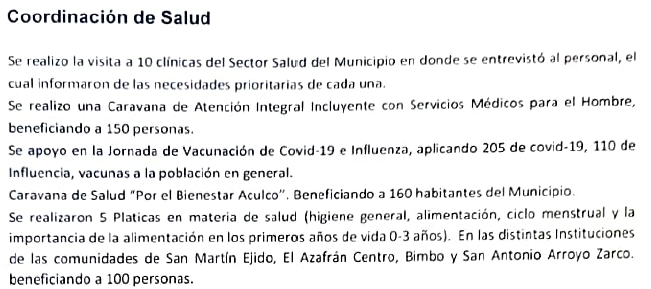 Coordinación de Salud
Se realizo la visita a 10 clínicas del Sector Salud del Municipio en donde se entrevistó al personal, el
cual informaron de las necesidades prioritarias de cada una.
Se realizo una Caravana de Atención Integral Incluyente con Servicios Médicos para el Hombre,
beneficiando a 150 personas.
Se apoyo en la Jornada de Vacunación de Covid-19 e Influenza, aplicando 205 de covid-19, 110 de
Influencia, vacunas a la población en general.
Caravana de Salud "Por el Bienestar Aculco". Beneficiando a 160 habitantes del Municipio.
Se realizaron 5 Platicas en materia de salud (higiene general, alimentación, ciclo menstrual y la
importancia de la alimentación en los primeros años de vida 0-3 años). En las distintas Instituciones
de las comunidades de San Martín Ejido, El Azafrán Centro, Bimbo y San Antonio Arroyo Zarco.
beneficiando a 100 personas.